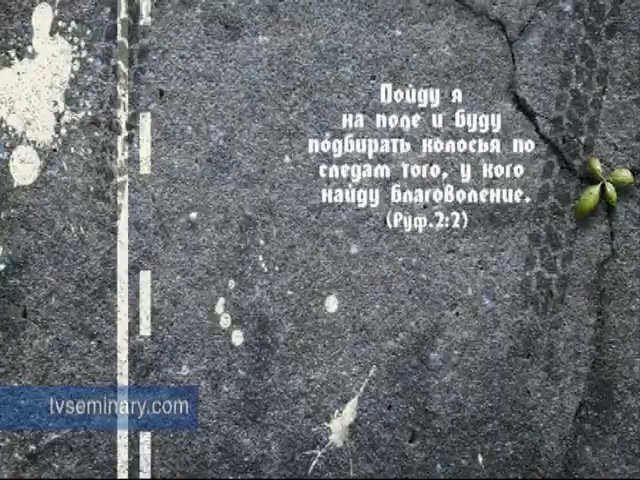 Пойду я
на поле и буду
подбирать колосья по
следам того, у кого
найду благоволение.
(Руф.2:2)
tvseminary.com